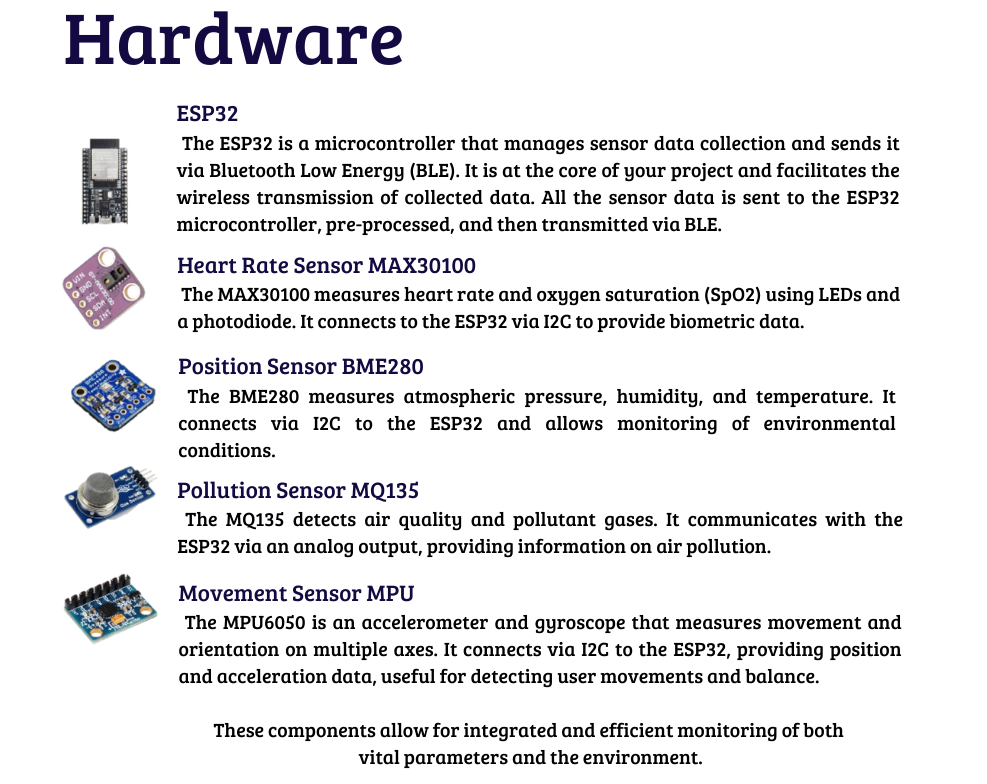 Hardware
ESP32
The ESP32 is a microcontroller that manages sensor data collection and sends it
via Bluetooth Low Energy (BLE). It is at the core of your project and facilitates the
wireless transmission of collected data. All the sensor data is sent to the ESP32
microcontroller, pre-processed, and then transmitted via BLE.
VIN
GND
SCL
SDA
INT
Heart Rate Sensor MAX30100
The MAX30100 measures heart rate and oxygen saturation (SpO2) using LEDs and
a photodiode. It connects to the ESP32 via I2C to provide biometric data.
Position Sensor BME280
The BME280 measures atmospheric pressure, humidity, and temperature. It
connects via I2C to the ESP32 and allows monitoring of environmental
conditions.
Pollution Sensor MQ135
The MQ135 detects air quality and pollutant gases. It communicates with the
ESP32 via an analog output, providing information on air pollution.
Movement Sensor MPU
The MPU6050 is an accelerometer and gyroscope that measures movement and
orientation on multiple axes. It connects via I2C to the ESP32, providing position
and acceleration data, useful for detecting user movements and balance.
These components allow for integrated and efficient monitoring of both
vital parameters and the environment.